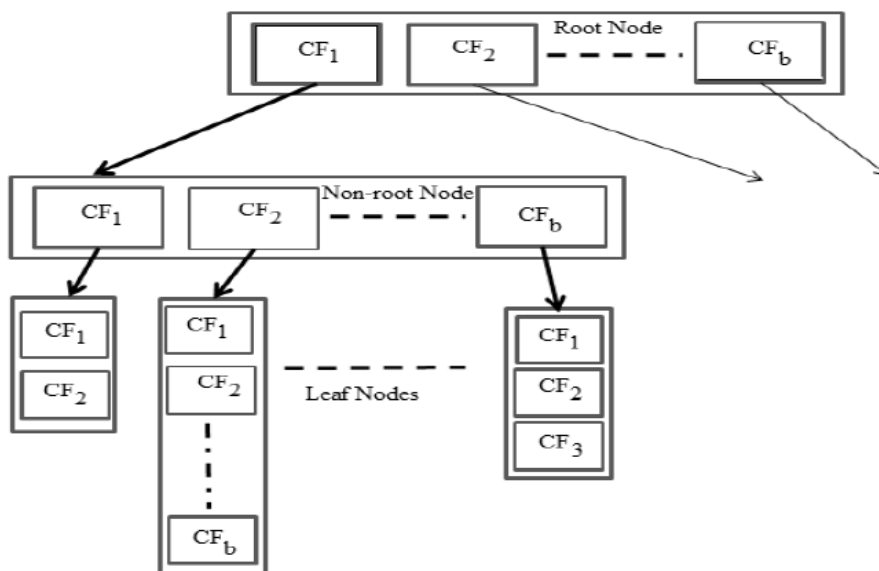 Root Node
CF1 CF2 CFb
Non-root Node
CF1 CF2 CFb
CF1 CF1 CF1
CF2 CF2 CF2
Leaf Nodes
CF3
CFb